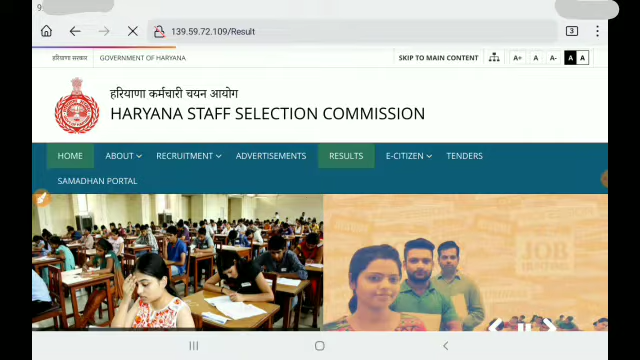 9
139.59.72.109/Result
3
हरियाणा सरकार GOVERNMENT OF HARYANA SKIP TO MAIN CONTENT A+ A A- A A
हरियाणा कर्मचारी चयन आयोग
HARYANA STAFF SELECTION COMMISSION
HOME ABOUT RECRUITMENT ADVERTISEMENTS RESULTS E-CITIZEN TENDERS
SAMADHAN PORTAL
JOB